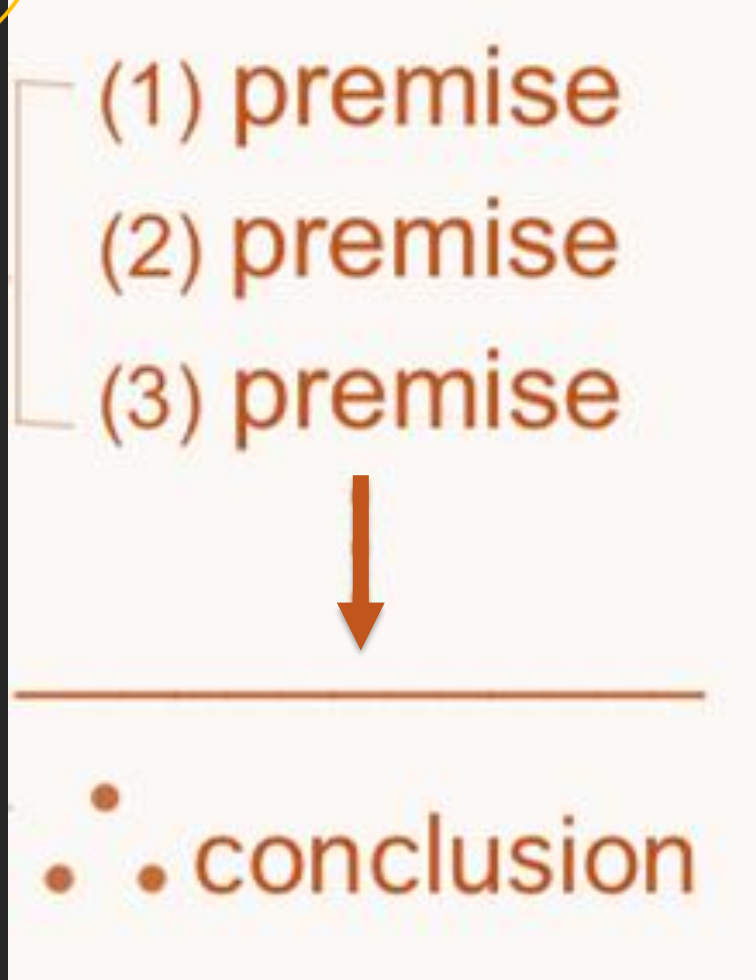 (1) premise
(2) premise
(3) premise
∴ conclusion